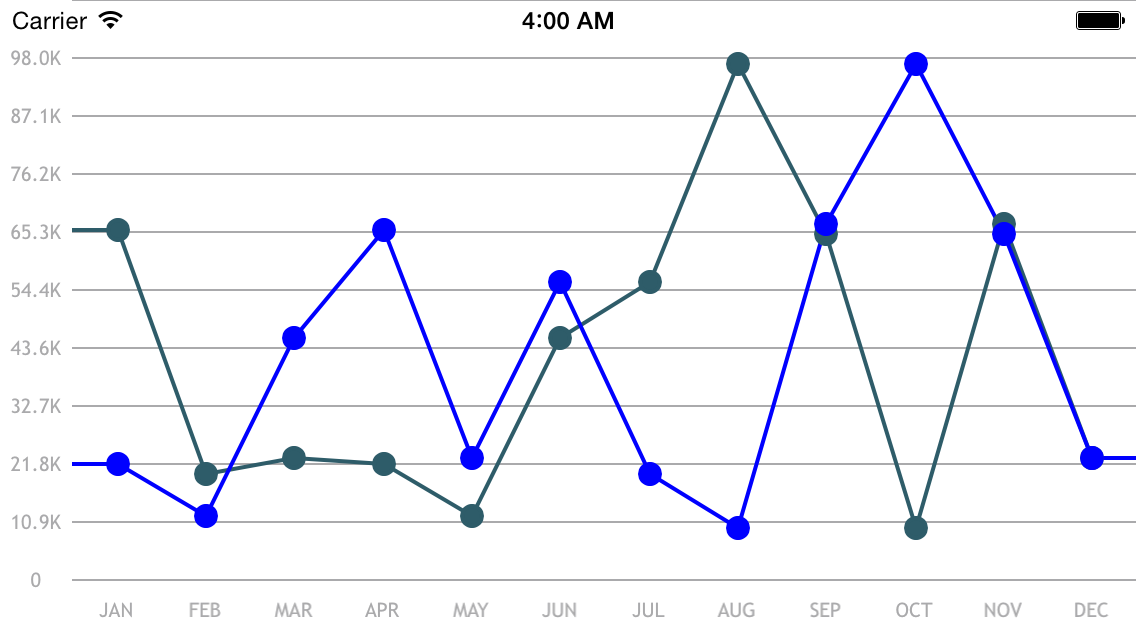 Carrier 4:00 AM
98.0K
87.1K
76.2K
65.3K
54.4K
43.6K
32.7K
21.8K
10.9K
0
JAN FEB MAR APR MAY JUN JUL AUG SEP OCT NOV DEC